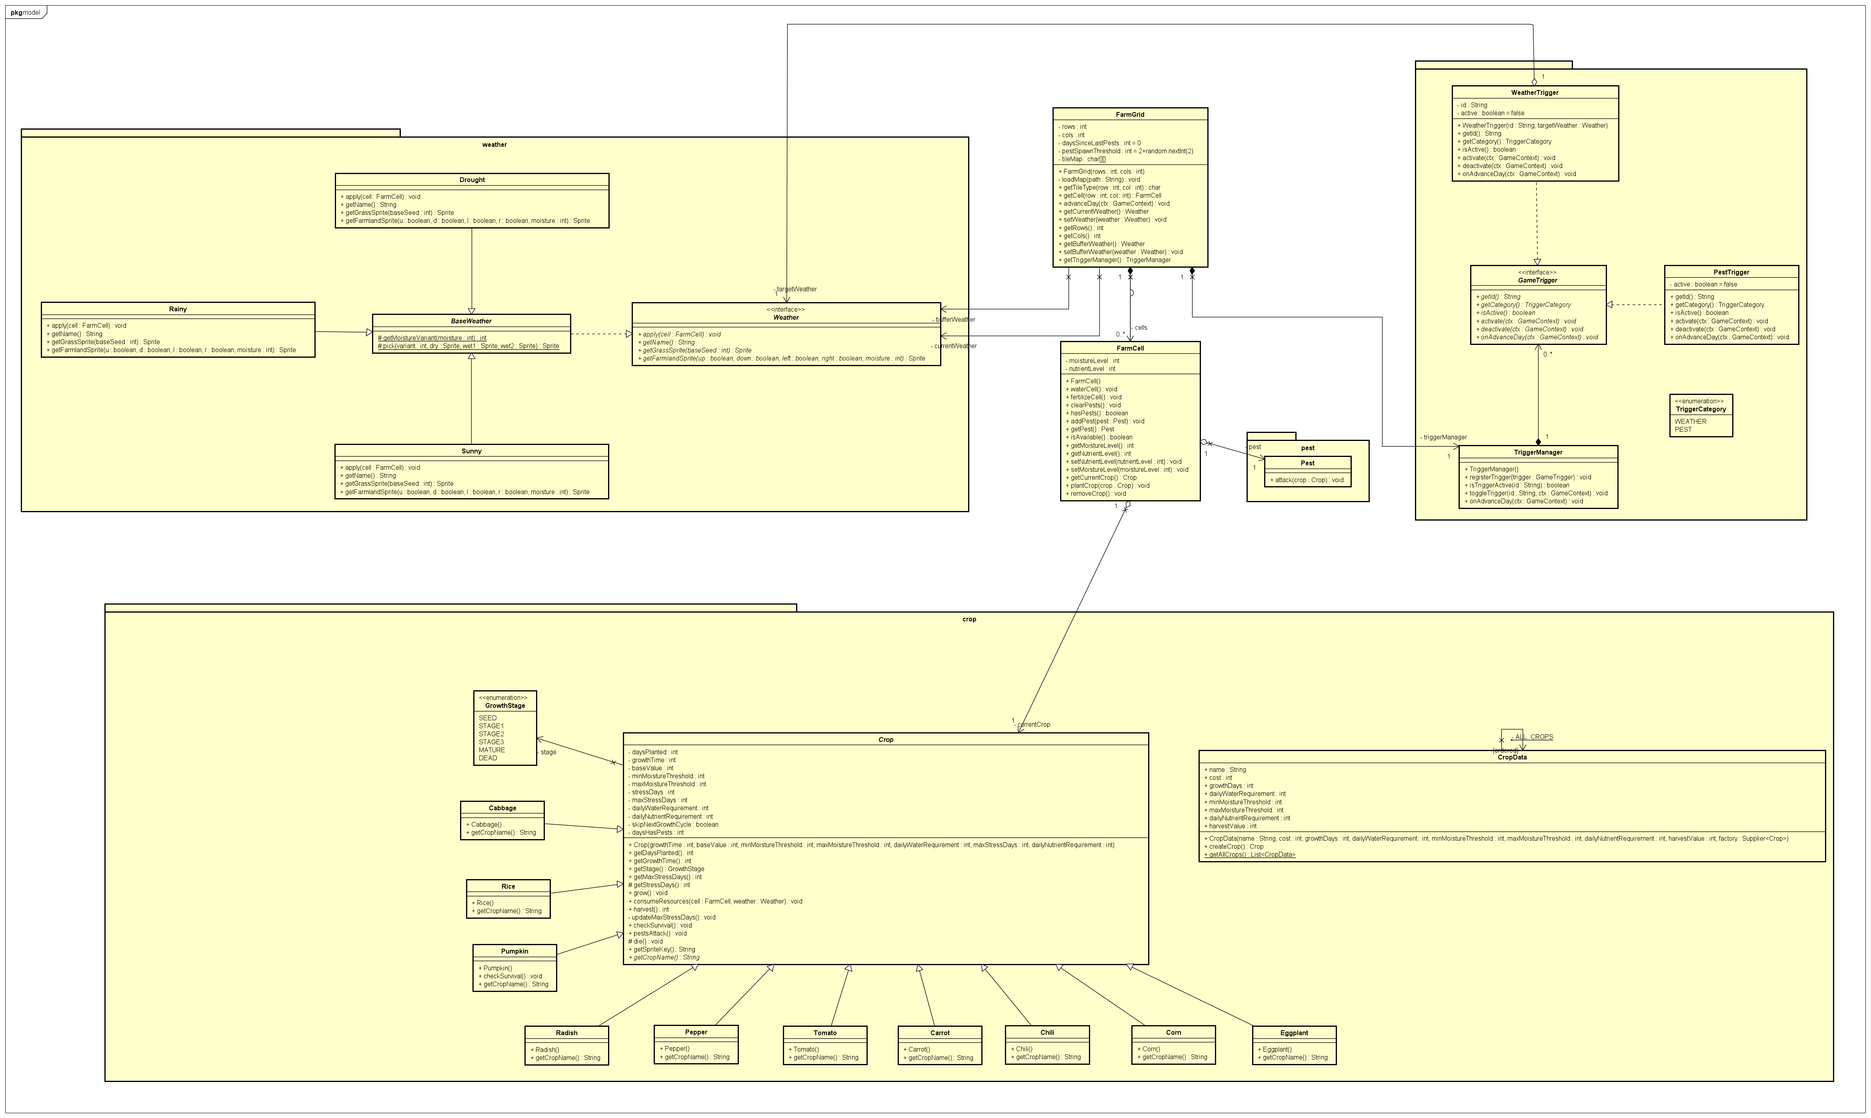 pkg model
weather
Drought
+ apply(cell : FarmCell) : void
+ getName() : String
+ getGrassSprite(baseSeed : int) : Sprite
+ getFarmlandSprite(u : boolean, d : boolean, l : boolean, r : boolean, moisture : int) : Sprite
Rainy
+ apply(cell : FarmCell) : void
+ getName() : String
+ getGrassSprite(baseSeed : int) : Sprite
+ getFarmlandSprite(u : boolean, d : boolean, l : boolean, r : boolean, moisture : int) : Sprite
BaseWeather
# getMoistureVariant(moisture : int) : int
# pick(variant : int, dry : Sprite, wet1 : Sprite, wet2 : Sprite) : Sprite
Sunny
+ apply(cell : FarmCell) : void
+ getName() : String
+ getGrassSprite(baseSeed : int) : Sprite
+ getFarmlandSprite(u : boolean, d : boolean, l : boolean, r : boolean, moisture : int) : Sprite
- targetWeather
1
<<interface>>
Weather
+ apply(cell : FarmCell) : void
+ getName() : String
+ getGrassSprite(baseSeed : int) : Sprite
+ getFarmlandSprite(up : boolean, down : boolean, left : boolean, right : boolean, moisture : int) : Sprite
- bufferWeather
- currentWeather
FarmGrid
- rows : int
- cols : int
- daysSinceLastPests : int = 0
- pestSpawnThreshold : int = 2+random.nextInt(2)
- tileMap : char[][]
+ FarmGrid(rows : int, cols : int)
- loadMap(path : String) : void
+ getTileType(row : int, col : int) : char
+ getCell(row : int, col : int) : FarmCell
+ advanceDay(ctx : GameContext) : void
+ getCurrentWeather() : Weather
+ setWeather(weather : Weather) : void
+ getRows() : int
+ getCols() : int
+ getBufferWeather() : Weather
+ setBufferWeather(weather : Weather) : void
+ getTriggerManager() : TriggerManager
1
1
- cells
0..*
FarmCell
- moistureLevel : int
- nutrientLevel : int
+ FarmCell()
+ waterCell() : void
+ fertilizeCell() : void
+ clearPests() : void
+ hasPests() : boolean
+ addPest(pest : Pest) : void
+ getPest() : Pest
+ isAvailable() : boolean
+ getMoistureLevel() : int
+ getNutrientLevel() : int
+ setNutrientLevel(nutrientLevel : int) : void
+ setMoistureLevel(moistureLevel : int) : void
+ getCurrentCrop() : Crop
+ plantCrop(crop : Crop) : void
+ removeCrop() : void
1
1
- pest
1
pest
Pest
+ attack(crop : Crop) : void
1
WeatherTrigger
- id : String
- active : boolean = false
+ WeatherTrigger(id : String, targetWeather : Weather)
+ getId() : String
+ getCategory() : TriggerCategory
+ isActive() : boolean
+ activate(ctx : GameContext) : void
+ deactivate(ctx : GameContext) : void
+ onAdvanceDay(ctx : GameContext) : void
<<interface>>
GameTrigger
+ getId() : String
+ getCategory() : TriggerCategory
+ isActive() : boolean
+ activate(ctx : GameContext) : void
+ deactivate(ctx : GameContext) : void
+ onAdvanceDay(ctx : GameContext) : void
0..*
PestTrigger
- active : boolean = false
+ getId() : String
+ getCategory() : TriggerCategory
+ isActive() : boolean
+ activate(ctx : GameContext) : void
+ deactivate(ctx : GameContext) : void
+ onAdvanceDay(ctx : GameContext) : void
<<enumeration>>
TriggerCategory
WEATHER
PEST
- triggerManager
1
1
TriggerManager
+ TriggerManager()
+ registerTrigger(trigger : GameTrigger) : void
+ isTriggerActive(id : String) : boolean
+ toggleTrigger(id : String, ctx : GameContext) : void
+ onAdvanceDay(ctx : GameContext) : void
crop
<<enumeration>>
GrowthStage
SEED
STAGE1
STAGE2
STAGE3
MATURE
DEAD
- stage
1
- currentCrop
Crop
- daysPlanted : int
- growthTime : int
- baseValue : int
- minMoistureThreshold : int
- maxMoistureThreshold : int
- stressDays : int
- maxStressDays : int
- dailyWaterRequirement : int
- dailyNutrientRequirement : int
- skipNextGrowthCycle : boolean
- daysHasPests : int
+ Crop(growthTime : int, baseValue : int, minMoistureThreshold : int, maxMoistureThreshold : int, dailyWaterRequirement : int, maxStressDays : int, dailyNutrientRequirement : int)
+ getDaysPlanted() : int
+ getGrowthTime() : int
+ getStage() : GrowthStage
+ getMaxStressDays() : int
# getStressDays() : int
+ grow() : void
+ consumeResources(cell : FarmCell, weather : Weather) : void
+ harvest() : int
- updateMaxStressDays() : void
+ checkSurvival() : void
+ pestsAttack() : void
# die() : void
+ getSpriteKey() : String
+ getCropName() : String
Cabbage
+ Cabbage()
+ getCropName() : String
Rice
+ Rice()
+ getCropName() : String
Pumpkin
+ Pumpkin()
+ checkSurvival() : void
+ getCropName() : String
Radish
+ Radish()
+ getCropName() : String
Pepper
+ Pepper()
+ getCropName() : String
Tomato
+ Tomato()
+ getCropName() : String
Carrot
+ Carrot()
+ getCropName() : String
Chili
+ Chili()
+ getCropName() : String
Corn
+ Corn()
+ getCropName() : String
Eggplant
+ Eggplant()
+ getCropName() : String
- ALL_CROPS
{ordered}
CropData
+ name : String
+ cost : int
+ growthDays : int
+ dailyWaterRequirement : int
+ minMoistureThreshold : int
+ maxMoistureThreshold : int
+ dailyNutrientRequirement : int
+ harvestValue : int
+ CropData(name : String, cost : int, growthDays : int, dailyWaterRequirement : int, minMoistureThreshold : int, maxMoistureThreshold : int, dailyNutrientRequirement : int, harvestValue : int, factory : Supplier<Crop>)
+ createCrop() : Crop
+ getAllCrops() : List<CropData>